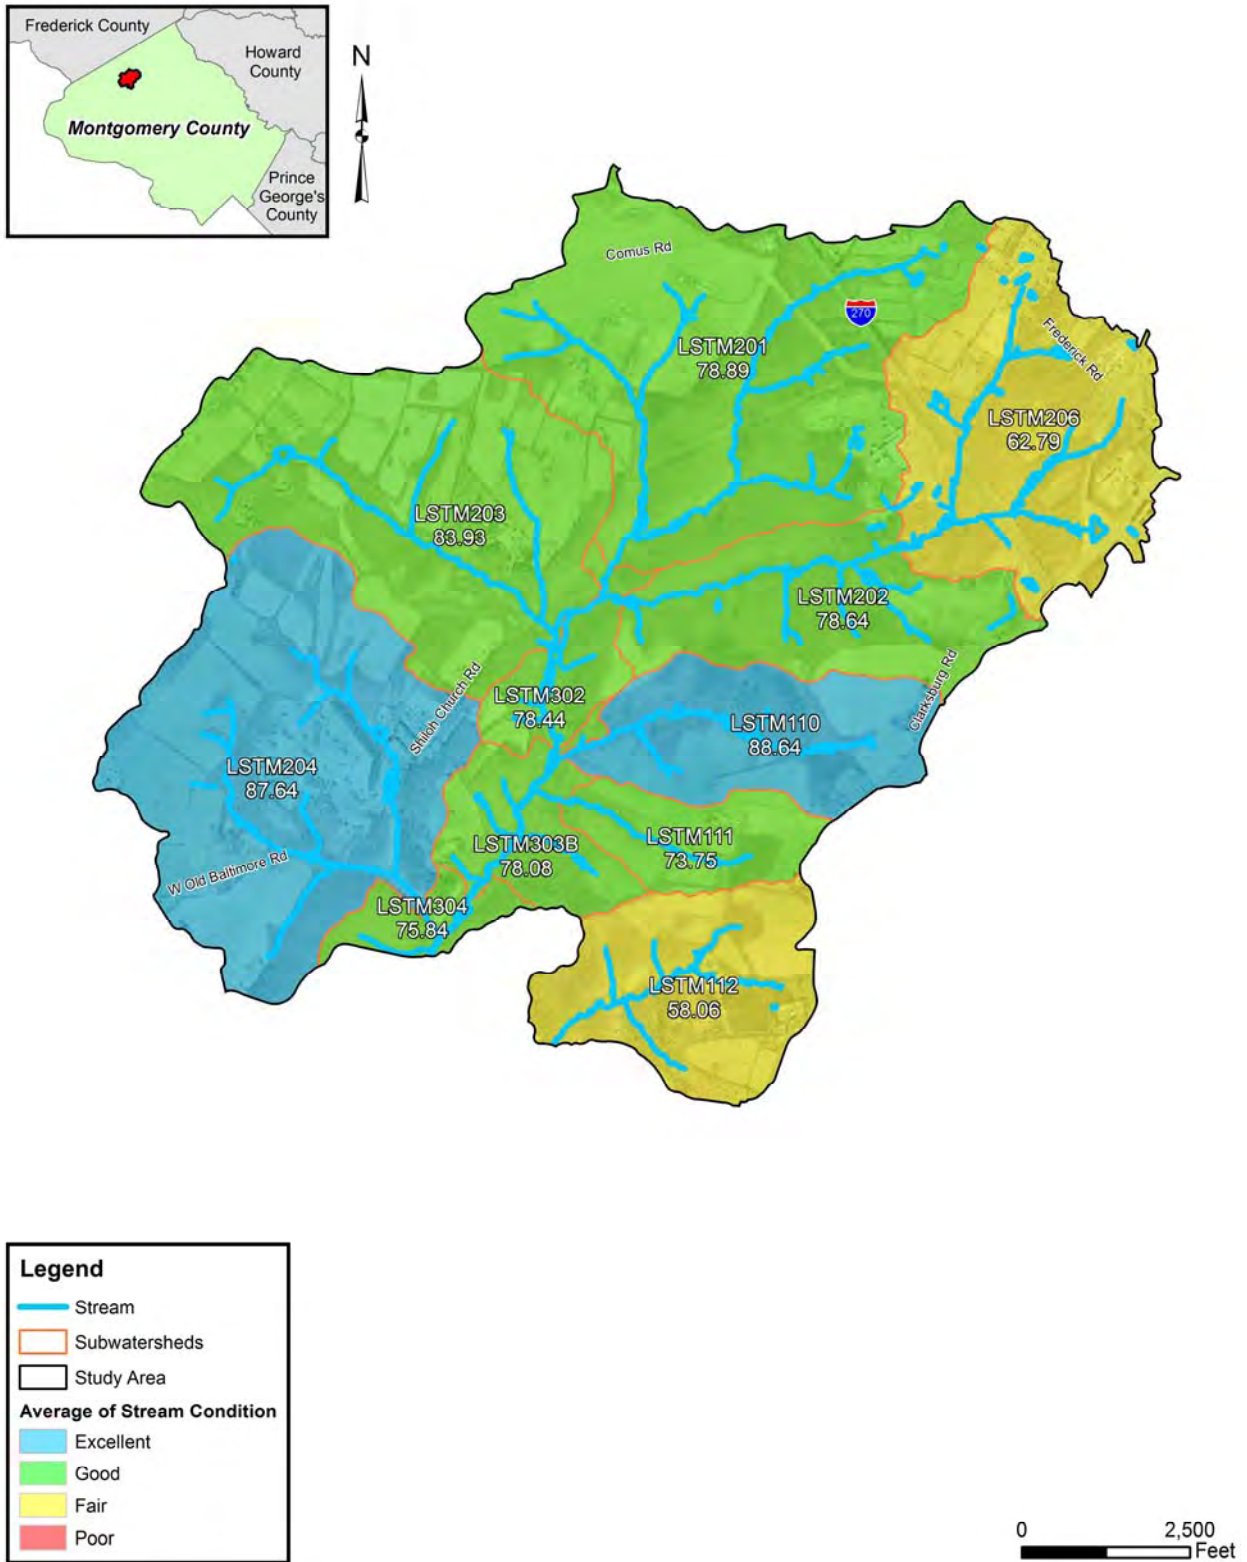 Frederick County
Howard
County
Montgomery County
Prince
George's
County
N
Comus Rd
270
Frederick Rd
LSTM201
78.89
LSTM206
62.79
LSTM203
83.93
LSTM202
78.64
Clarksburg Rd
Shiloh Church Rd
LSTM302
78.44
LSTM110
88.64
LSTM204
87.64
LSTM303B
78.08
LSTM111
73.75
W Old Baltimore Rd
LSTM304
75.84
LSTM112
58.06
Legend
Stream
Subwatersheds
Study Area
Average of Stream Condition
Excellent
Good
Fair
Poor
0 2,500
Feet